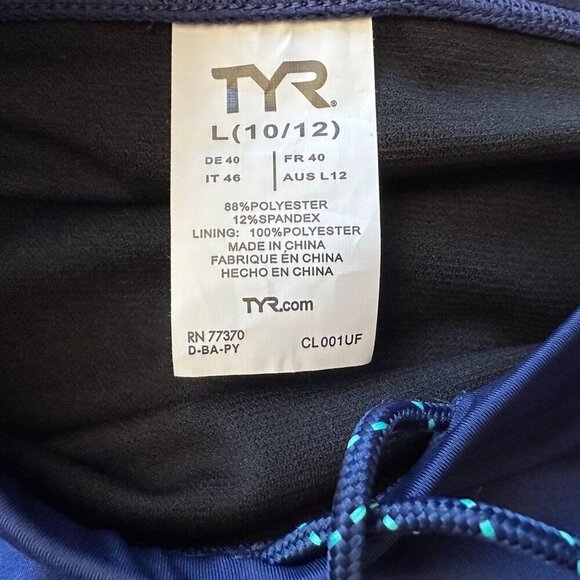 TYR®
L(10/12)
DE 40 | FR 40
IT 46 | AUS L12
88%POLYESTER
12%SPANDEX
LINING: 100%POLYESTER
MADE IN CHINA
FABRIQUE ÉN CHINA
HECHO EN CHINA
TYR.com
RN 77370
D-BA-PY CL001UF